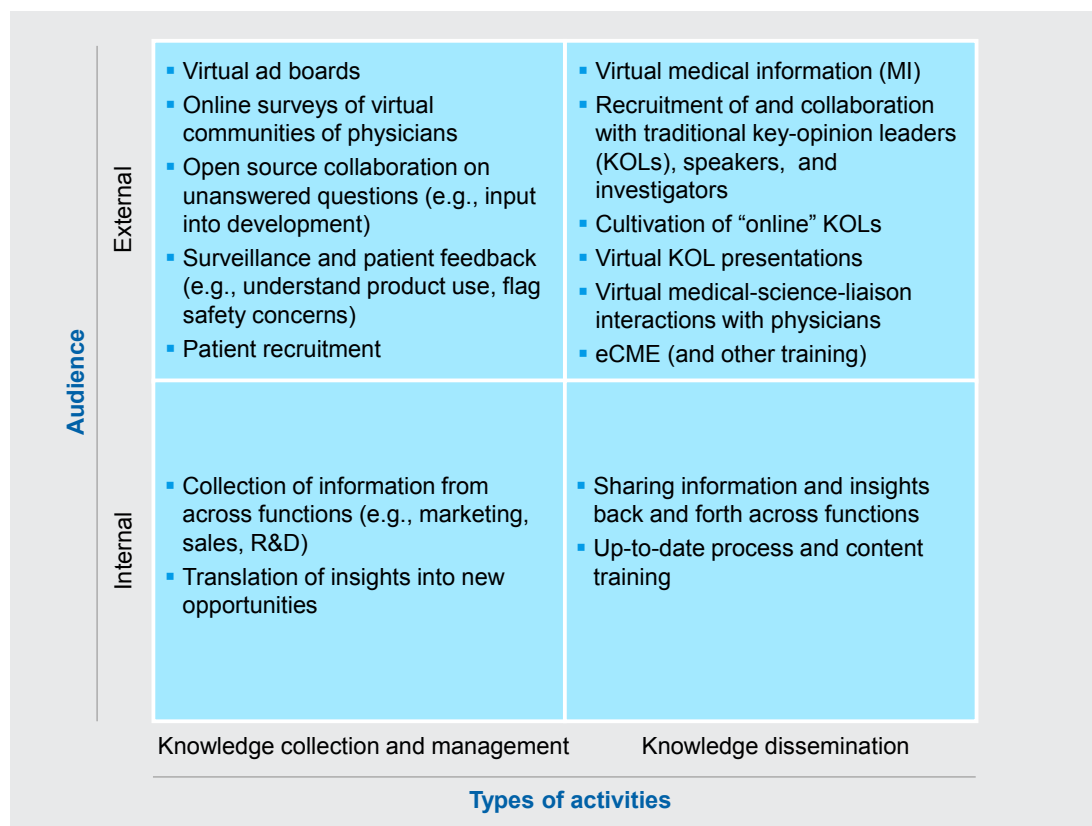 Audience
External
▪ Virtual ad boards
▪ Online surveys of virtual
communities of physicians
▪ Open source collaboration on
unanswered questions (e.g., input
into development)
▪ Surveillance and patient feedback
(e.g., understand product use, flag
safety concerns)
▪ Patient recruitment
▪ Virtual medical information (MI)
▪ Recruitment of and collaboration
with traditional key-opinion leaders
(KOLs), speakers, and
investigators
▪ Cultivation of “online” KOLs
▪ Virtual KOL presentations
▪ Virtual medical-science-liaison
interactions with physicians
▪ eCME (and other training)
Internal
▪ Collection of information from
across functions (e.g., marketing,
sales, R&D)
▪ Translation of insights into new
opportunities
▪ Sharing information and insights
back and forth across functions
▪ Up-to-date process and content
training
Knowledge collection and management
Knowledge dissemination
Types of activities